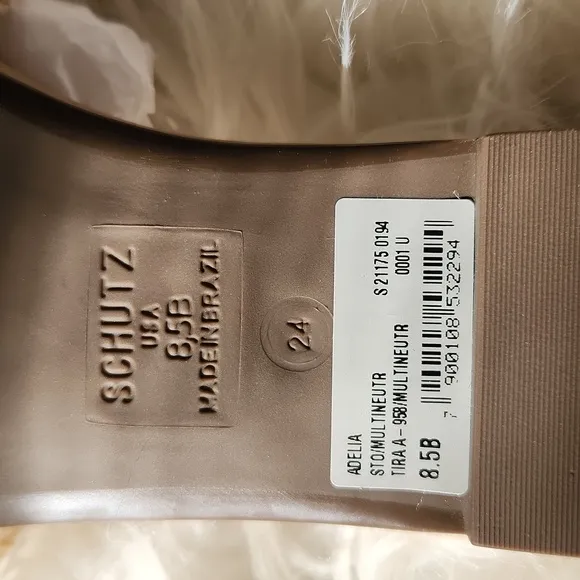 SCHUTZ
USA
8,5B
MADE IN BRAZIL
24
ADELIA
STO/MULTINEUTR
TIRA A - 958/MULTINEUTR
8.5B
S 21175 0194
0001 U
7 900108 532294